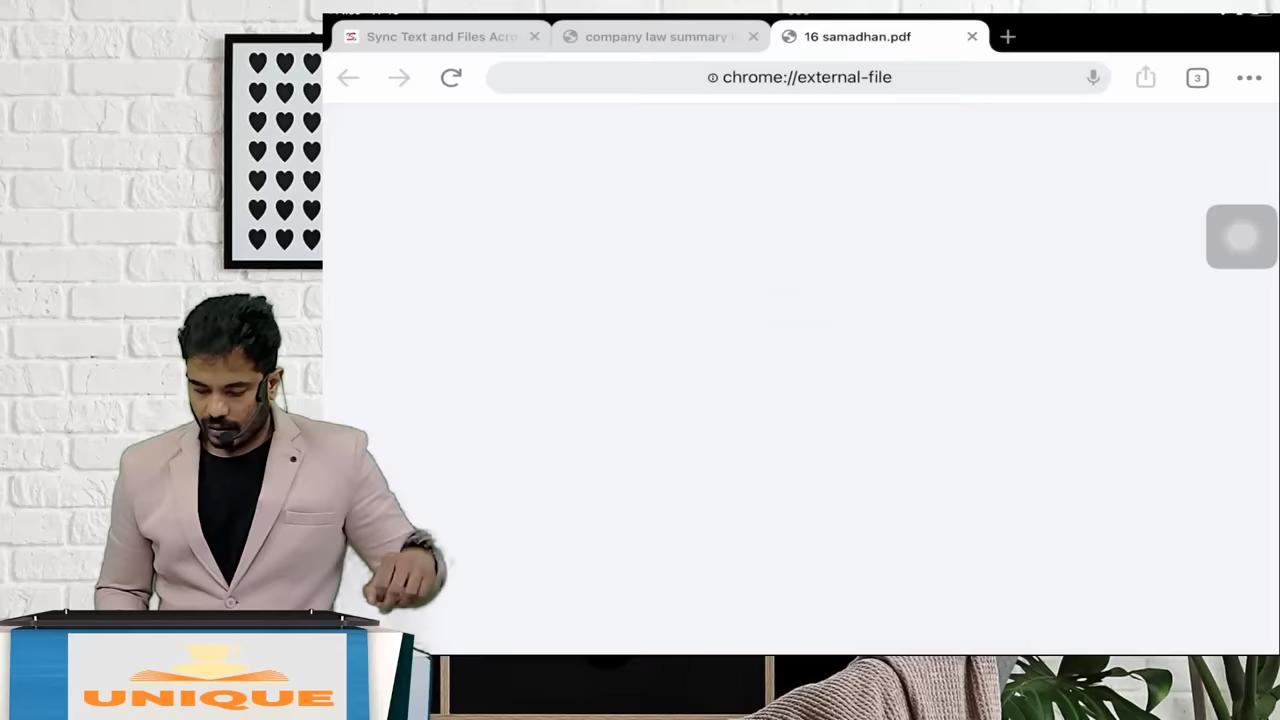 Sync Text and Files Acro
company law summary
16 samadhan.pdf
chrome://external-file
3
UNIQUE